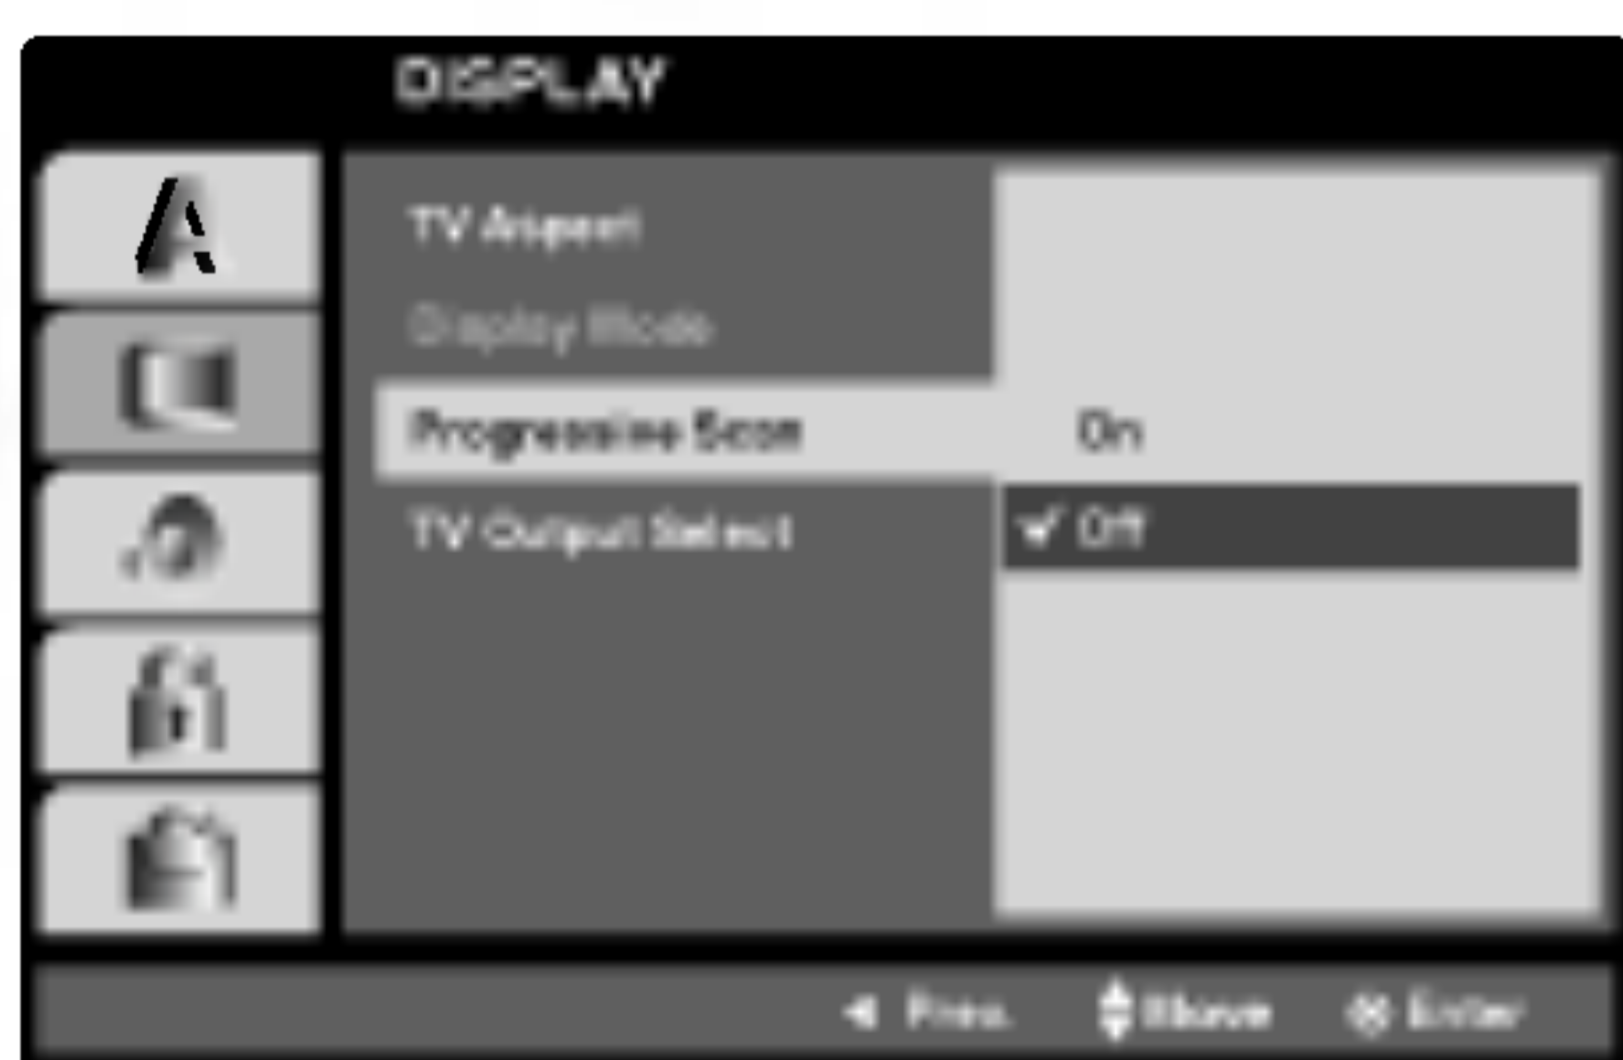 DISPLAY
A
TV Aspect
Display Mode
Progressive Scan
On
TV Output Select
Off
Prev.
Move
Enter